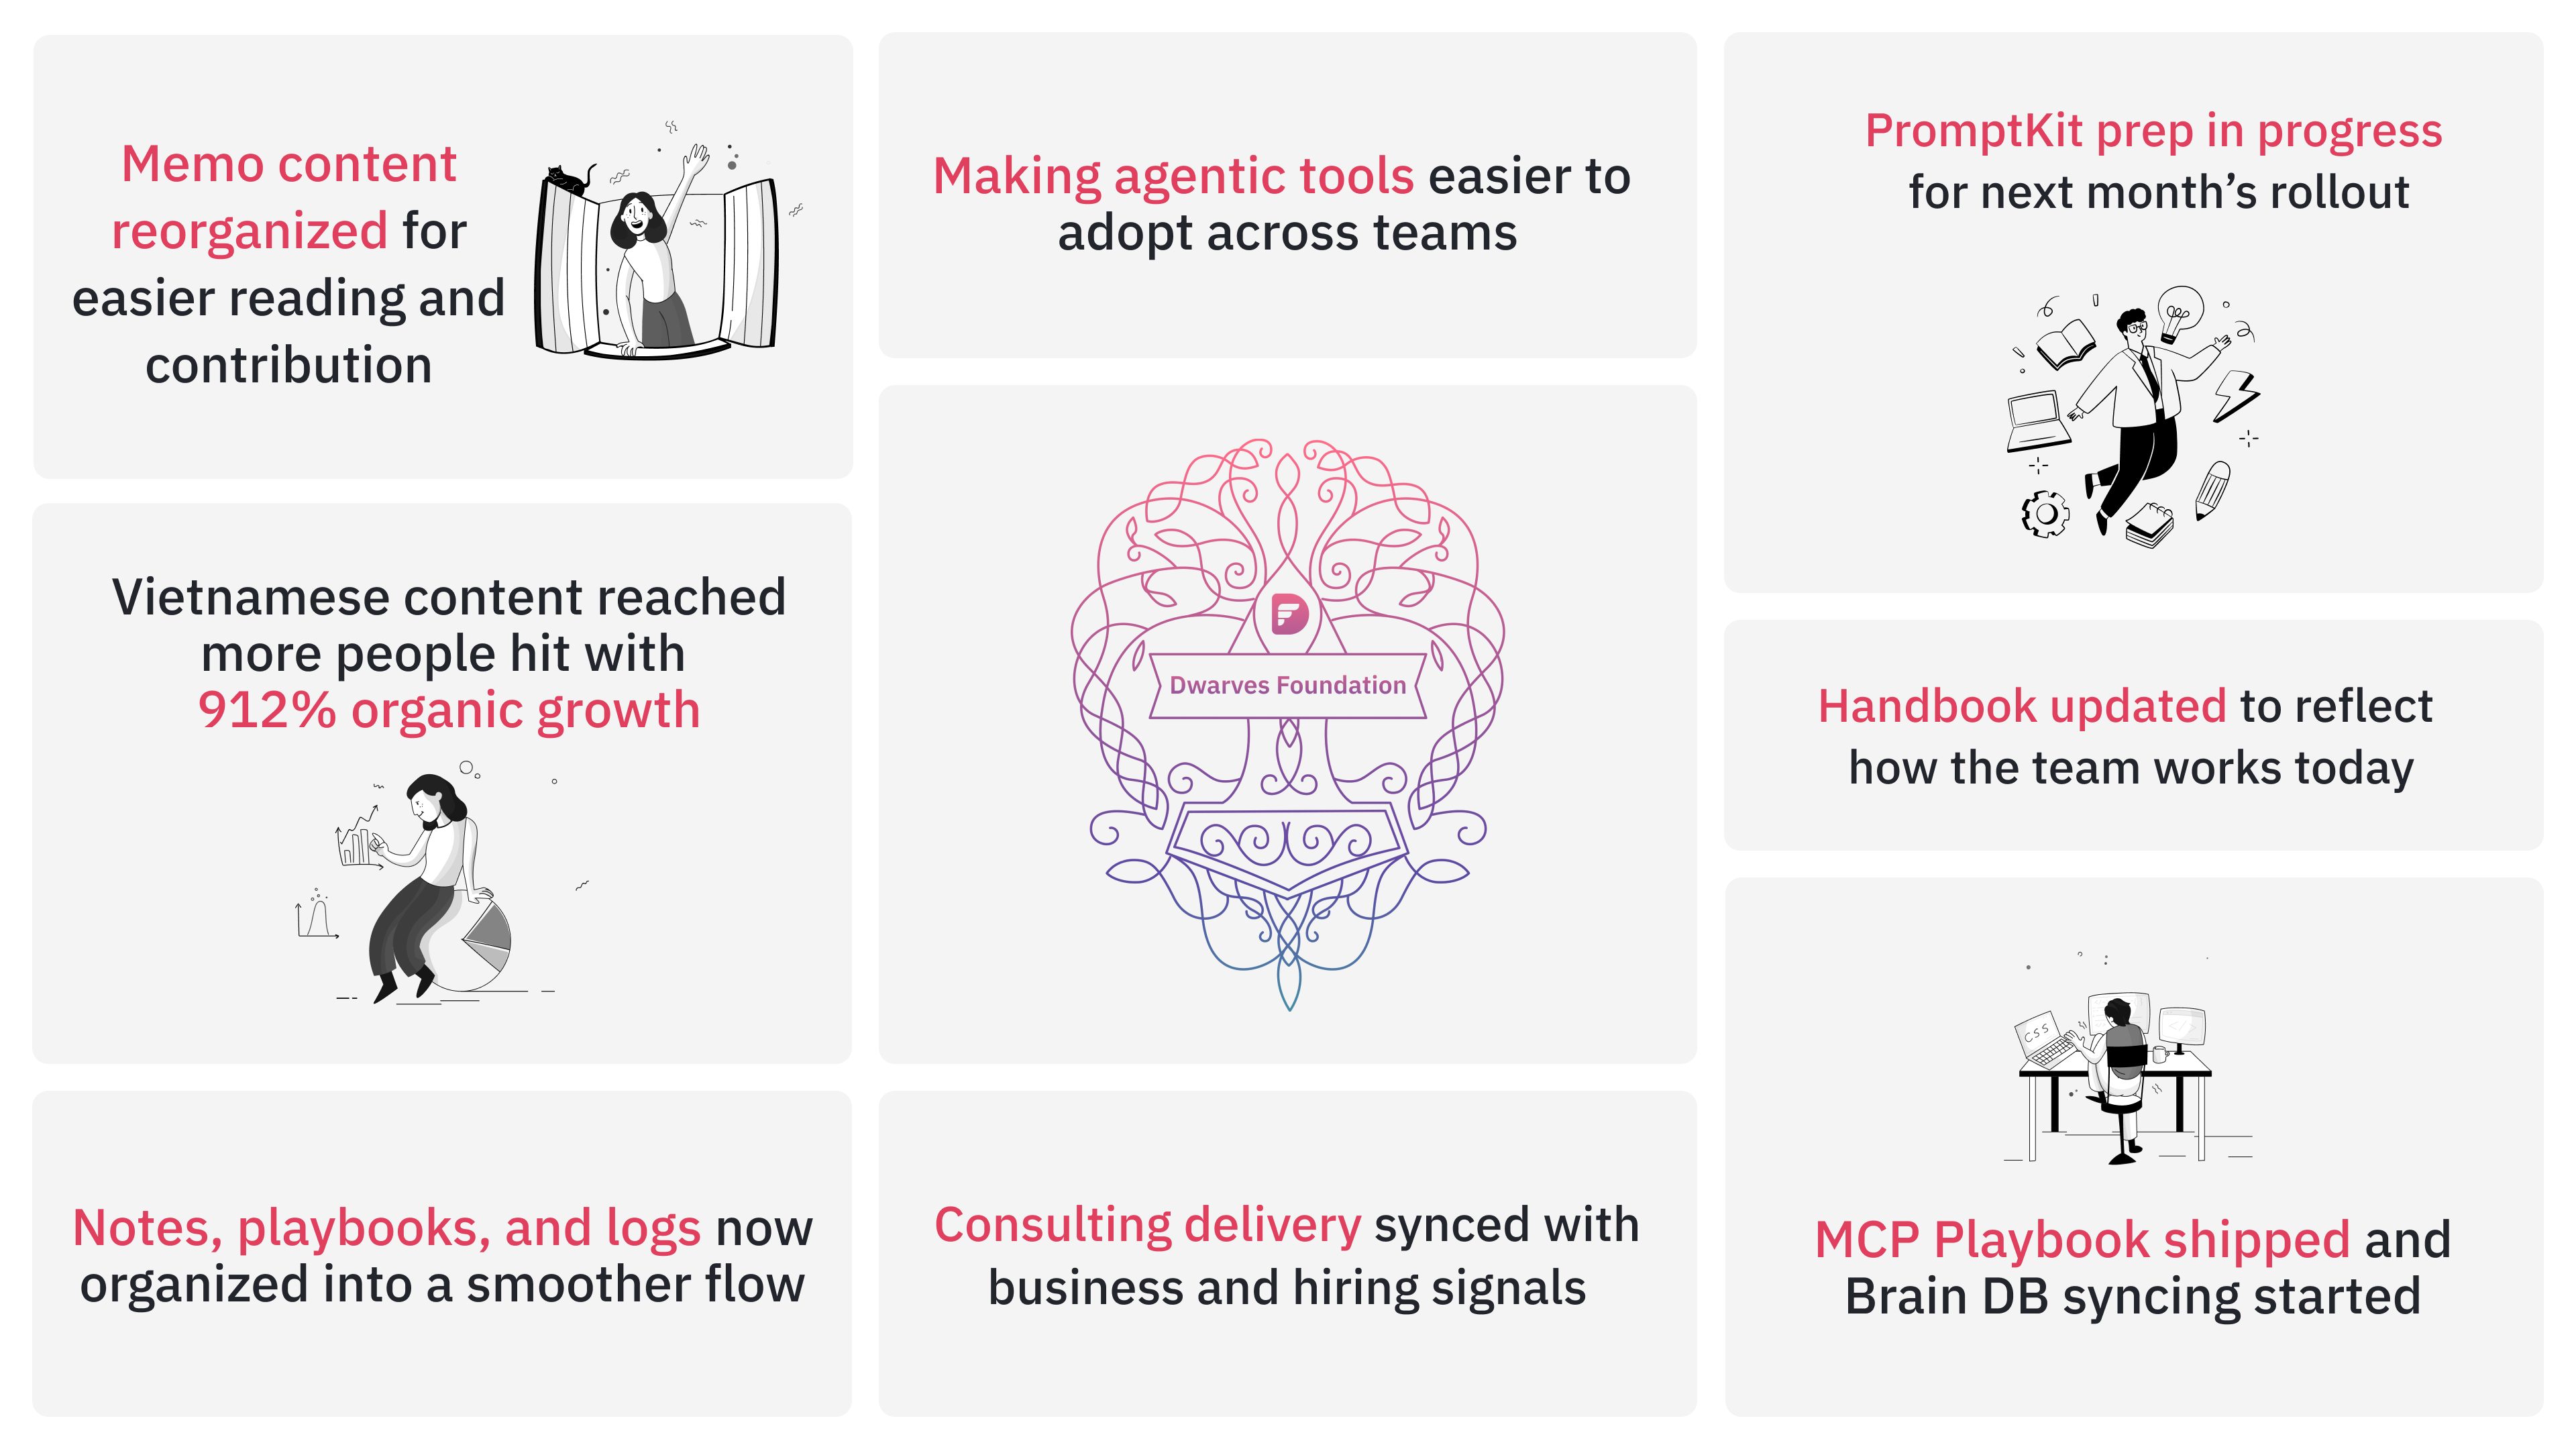 Memo content
reorganized for
easier reading and
contribution
Vietnamese content reached
more people hit with
912% organic growth
Notes, playbooks, and logs now
organized into a smoother flow
Making agentic tools easier to
adopt across teams
Dwarves Foundation
Consulting delivery synced with
business and hiring signals
PromptKit prep in progress
for next month’s rollout
Handbook updated to reflect
how the team works today
CSS
MCP Playbook shipped and
Brain DB syncing started